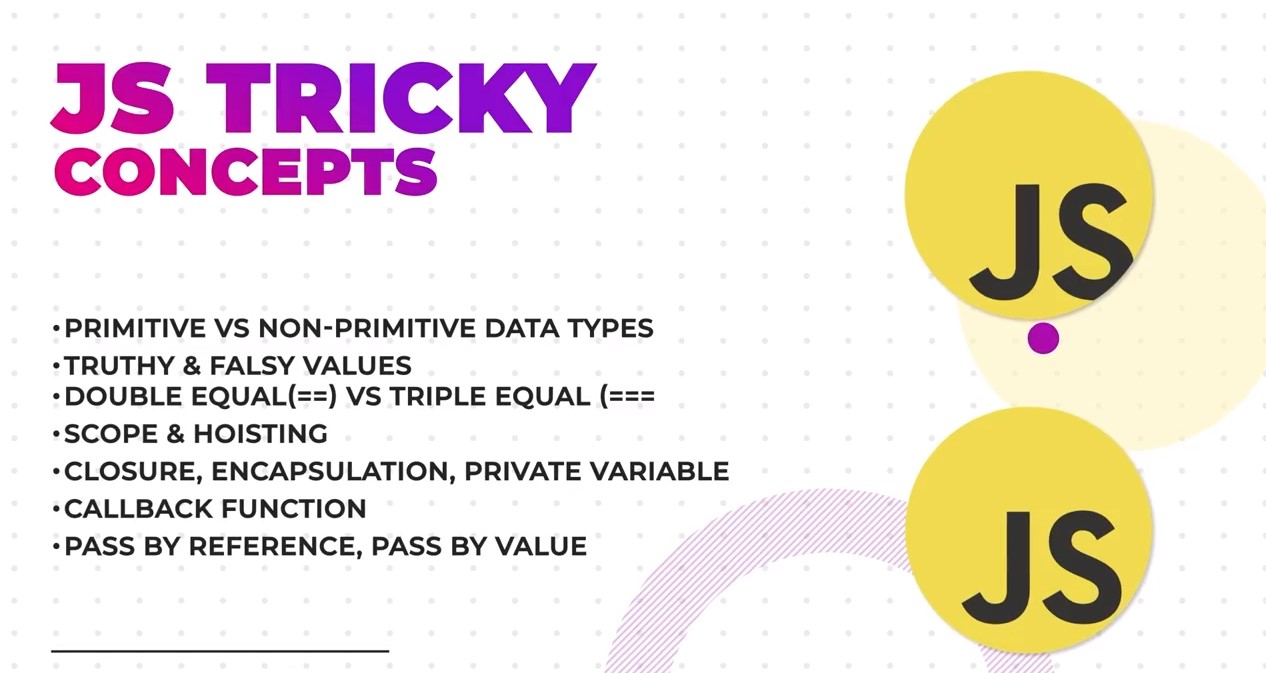 JS TRICKY
CONCEPTS
•PRIMITIVE VS NON-PRIMITIVE DATA TYPES
•TRUTHY & FALSY VALUES
•DOUBLE EQUAL(==) VS TRIPLE EQUAL (===
•SCOPE & HOISTING
•CLOSURE, ENCAPSULATION, PRIVATE VARIABLE
•CALLBACK FUNCTION
•PASS BY REFERENCE, PASS BY VALUE
JS
JS